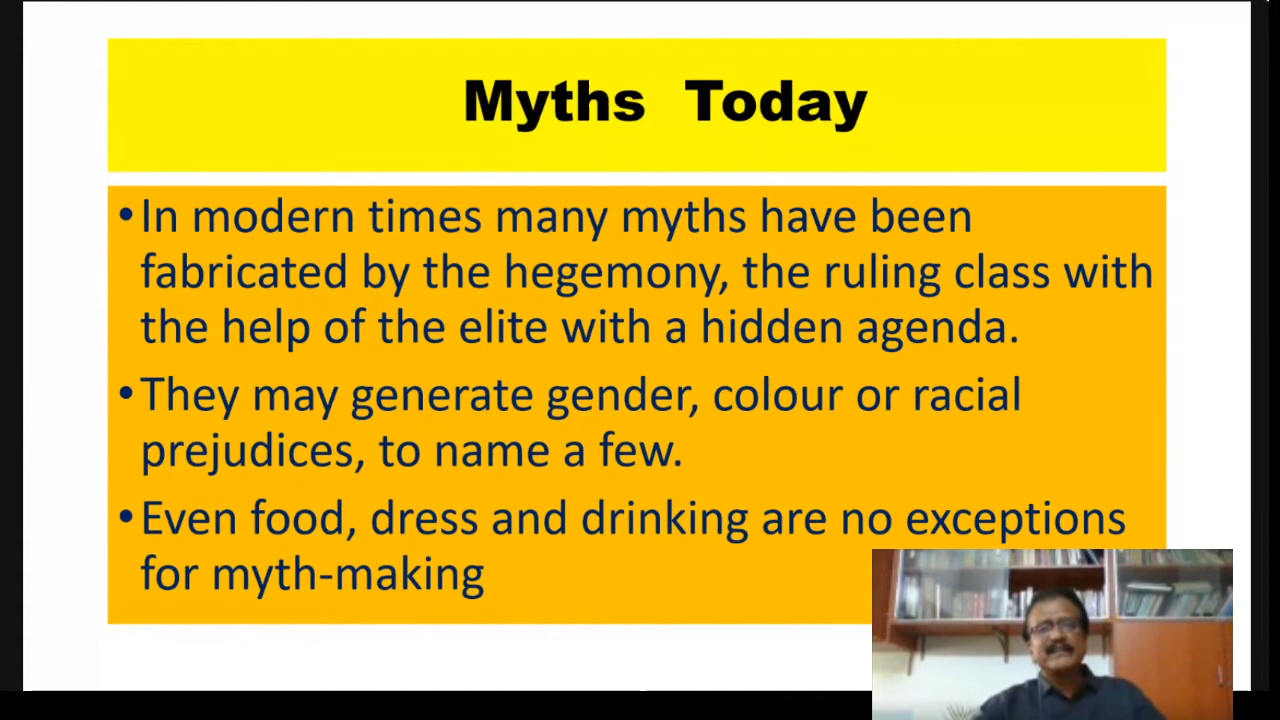 Myths Today
•In modern times many myths have been
fabricated by the hegemony, the ruling class with
the help of the elite with a hidden agenda.
•They may generate gender, colour or racial
prejudices, to name a few.
•Even food, dress and drinking are no exceptions
for myth-making